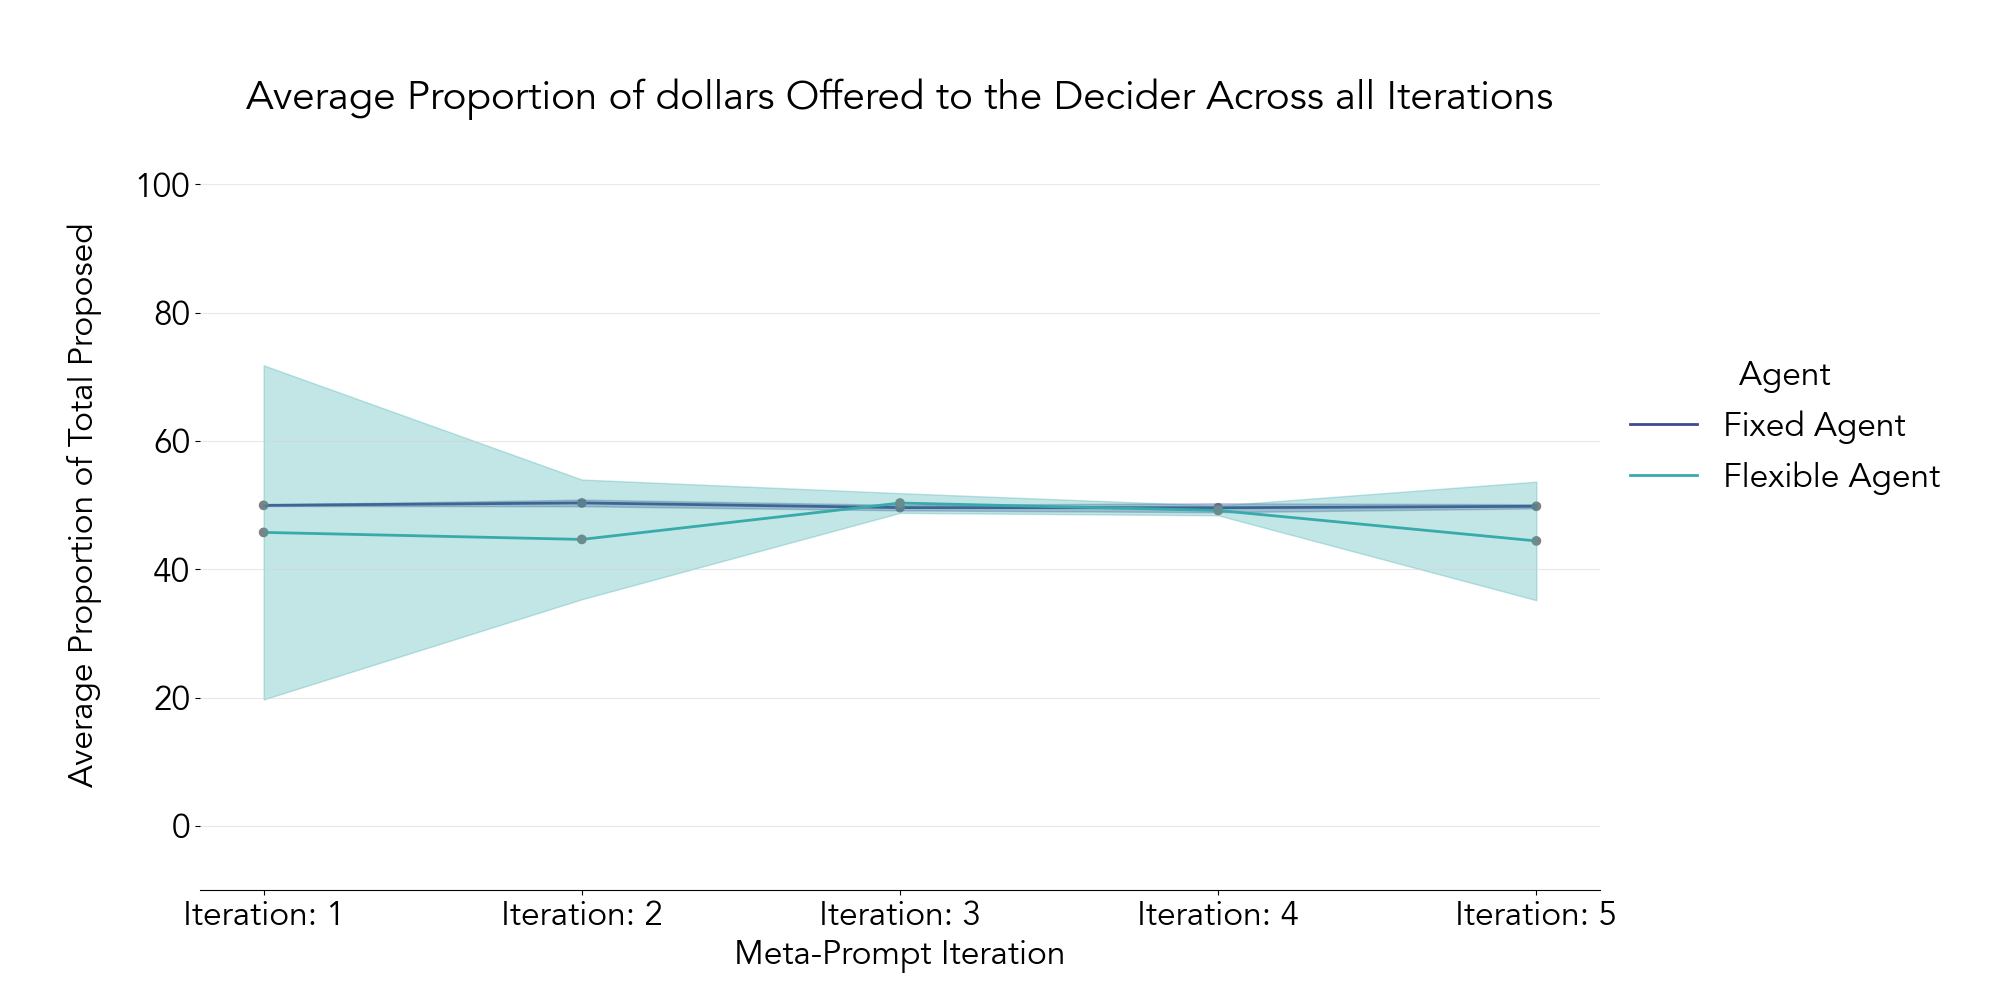 Average Proportion of dollars Offered to the Decider Across all Iterations
Average Proportion of Total Proposed
100
80
60
40
20
0
Iteration: 1
Iteration: 2
Iteration: 3
Iteration: 4
Iteration: 5
Meta-Prompt Iteration
Agent
Fixed Agent
Flexible Agent